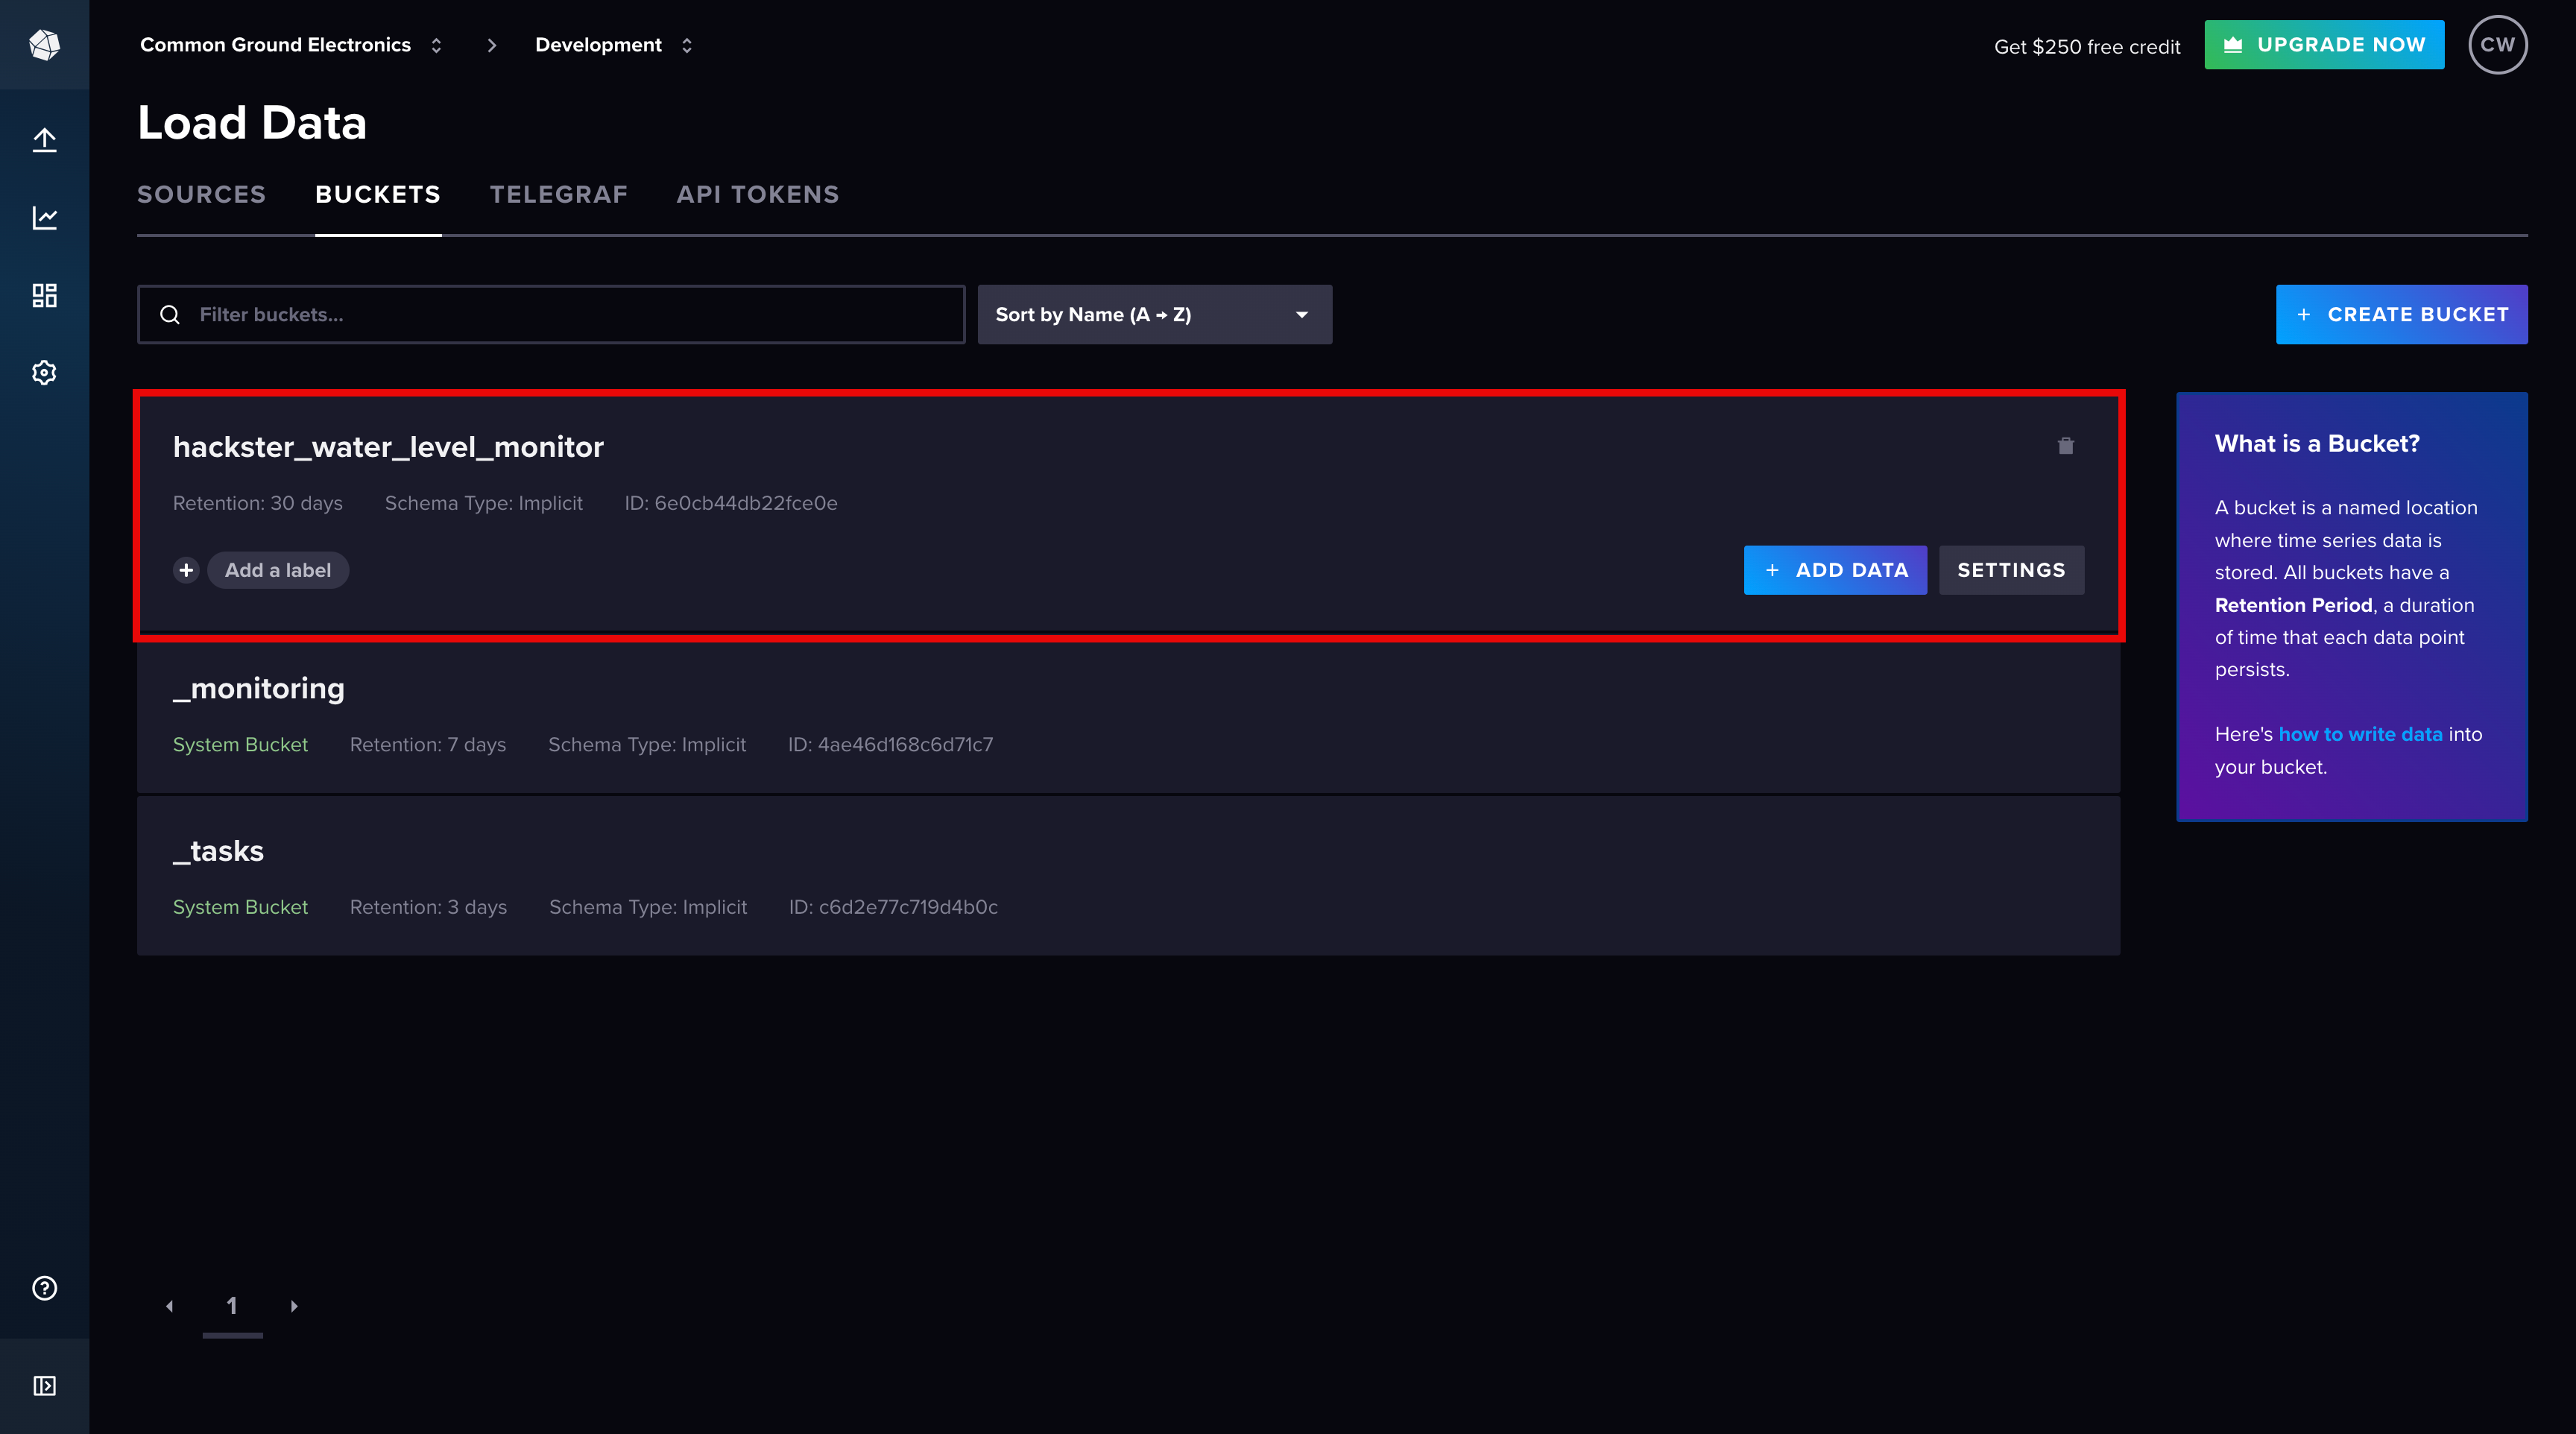 Common Ground Electronics
Development
Get $250 free credit
UPGRADE NOW
CW
Load Data
SOURCES
BUCKETS
TELEGRAF
API TOKENS
Filter buckets...
Sort by Name (A → Z)
+ CREATE BUCKET
hackster_water_level_monitor
Retention: 30 days
Schema Type: Implicit
ID: 6e0cb44db22fce0e
+ Add a label
+ ADD DATA
SETTINGS
_monitoring
System Bucket
Retention: 7 days
Schema Type: Implicit
ID: 4ae46d168c6d71c7
_tasks
System Bucket
Retention: 3 days
Schema Type: Implicit
ID: c6d2e77c719d4b0c
What is a Bucket?
A bucket is a named location
where time series data is
stored. All buckets have a
Retention Period, a duration
of time that each data point
persists.
Here's how to write data into
your bucket.
1